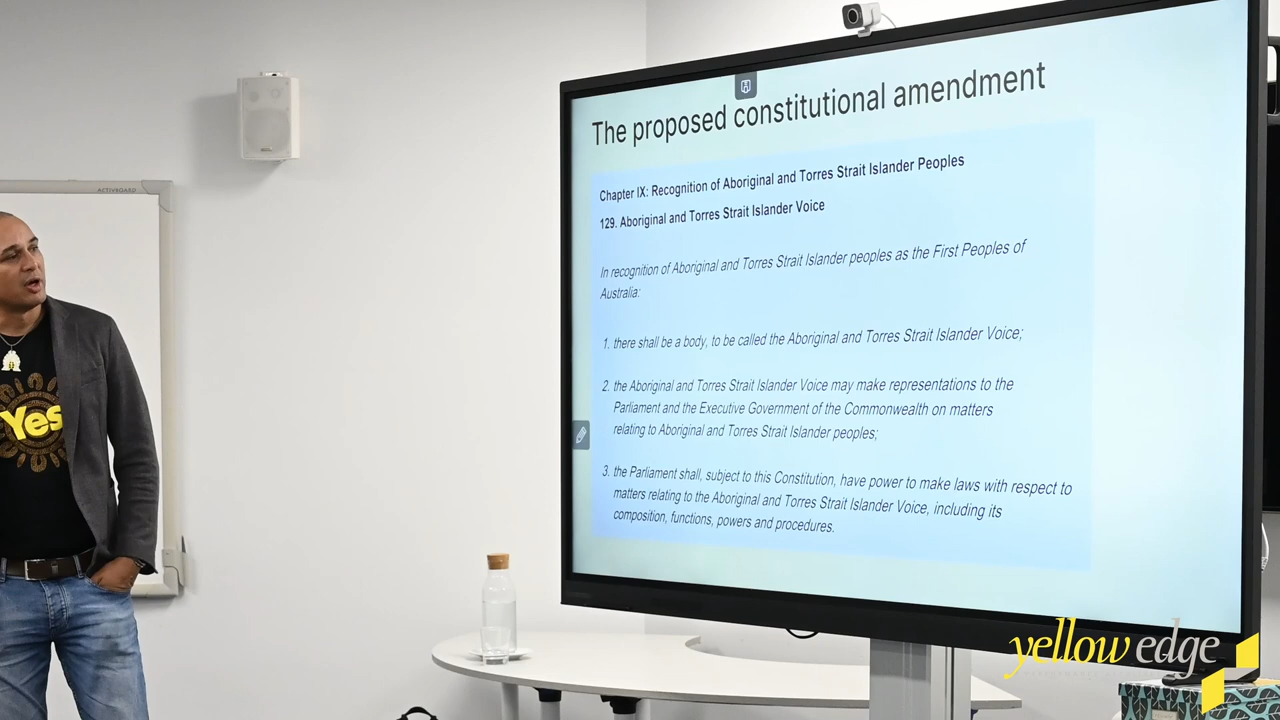 ACTIVBOARD
Yes
The proposed constitutional amendment
Chapter IX: Recognition of Aboriginal and Torres Strait Islander Peoples
129. Aboriginal and Torres Strait Islander Voice
In recognition of Aboriginal and Torres Strait Islander peoples as the First Peoples of
Australia:
1. there shall be a body, to be called the Aboriginal and Torres Strait Islander Voice;
2. the Aboriginal and Torres Strait Islander Voice may make representations to the
Parliament and the Executive Government of the Commonwealth on matters
relating to Aboriginal and Torres Strait Islander peoples;
3. the Parliament shall, subject to this Constitution, have power to make laws with respect to
matters relating to the Aboriginal and Torres Strait Islander Voice, including its
composition, functions, powers and procedures.
yellow edge